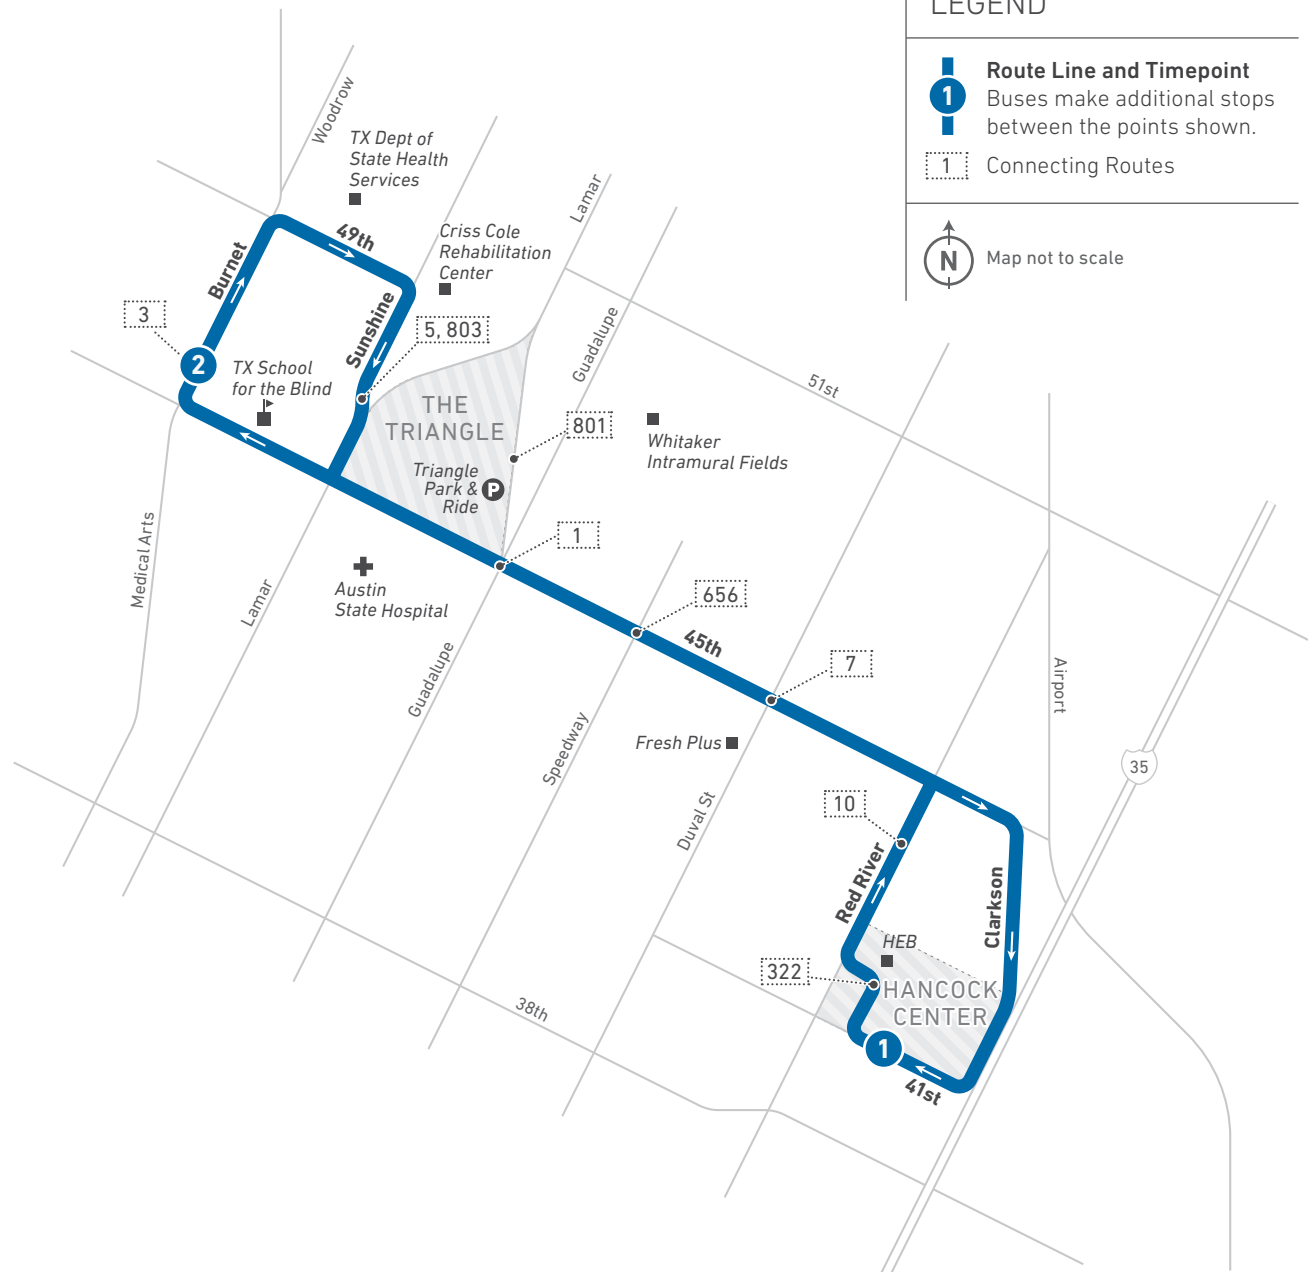 LEGEND
1
Route Line and Timepoint
Buses make additional stops
between the points shown.
1
Connecting Routes
N
Map not to scale
Woodrow
TX Dept of
State Health
Services
Lamar
49th
Criss Cole
Rehabilitation
Center
Burnet
3
Sunshine
5, 803
Guadalupe
2
TX School
for the Blind
51st
THE
TRIANGLE
801
Whitaker
Intramural Fields
Triangle
Park &
Ride
P
1
Medical Arts
Austin
State Hospital
Lamar
656
45th
Guadalupe
7
Airport
Speedway
Fresh Plus
35
Duval St
10
Red River
Clarkson
HEB
322
HANCOCK
CENTER
38th
1
41st